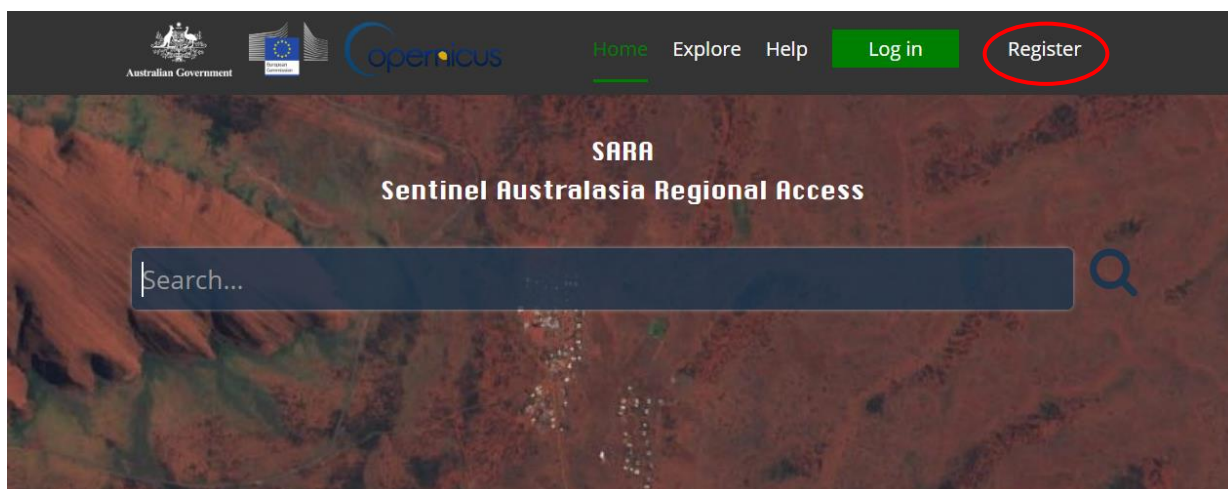 Australian Government
European
Commission
opernicus
Home Explore Help Log in Register
SARA
Sentinel Australasia Regional Access
Search...